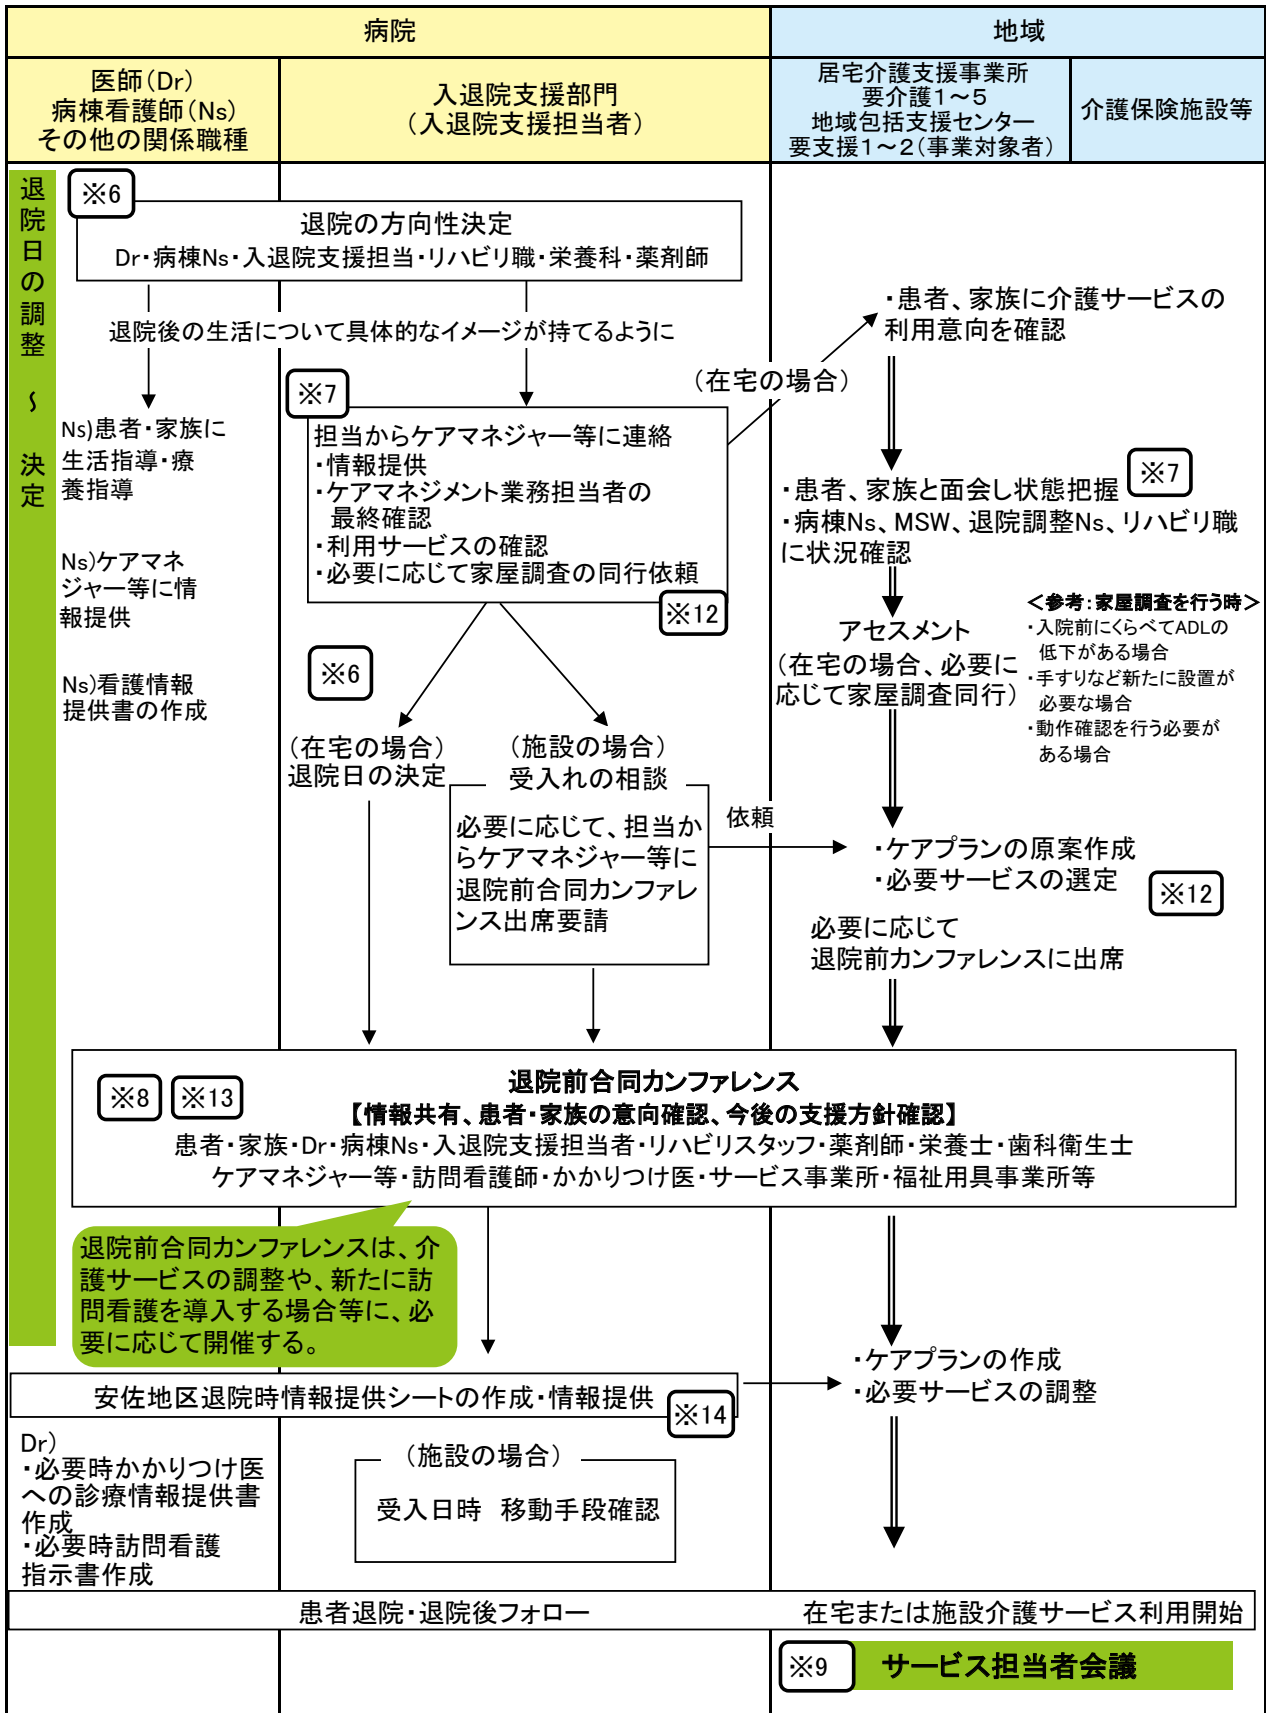 病院
地域
医師(Dr)
病棟看護師(Ns)
その他の関係職種
入退院支援部門
(入退院支援担当者)
居宅介護支援事業所
要介護1~5
地域包括支援センター
要支援1~2(事業対象者)
介護保険施設等
退院日の調整 ~ 決定
※6
退院の方向性決定
Dr・病棟Ns・入退院支援担当・リハビリ職・栄養科・薬剤師
退院後の生活について具体的なイメージが持てるように
・患者、家族に介護サービスの
利用意向を確認
(在宅の場合)
※7
担当からケアマネジャー等に連絡
・情報提供
・ケアマネジメント業務担当者の
最終確認
・利用サービスの確認
・必要に応じて家屋調査の同行依頼
※12
Ns)患者・家族に
生活指導・療
養指導
Ns)ケアマネ
ジャー等に情
報提供
Ns)看護情報
提供書の作成
※7
・患者、家族と面会し状態把握
・病棟Ns、MSW、退院調整Ns、リハビリ職
に状況確認
アセスメント
(在宅の場合、必要に
応じて家屋調査同行)
<参考:家屋調査を行う時>
・入院前にくらべてADLの
低下がある場合
・手すりなど新たに設置が
必要な場合
・動作確認を行う必要が
ある場合
※6
(在宅の場合)
退院日の決定
(施設の場合)
受入れの相談
必要に応じて、担当か
らケアマネジャー等に
退院前合同カンファレ
ンス出席要請
依頼
・ケアプランの原案作成
・必要サービスの選定
※12
必要に応じて
退院前カンファレンスに出席
※8
※13
退院前合同カンファレンス
【情報共有、患者・家族の意向確認、今後の支援方針確認】
患者・家族・Dr・病棟Ns・入退院支援担当者・リハビリスタッフ・薬剤師・栄養士・歯科衛生士
ケアマネジャー等・訪問看護師・かかりつけ医・サービス事業所・福祉用具事業所等
退院前合同カンファレンスは、介
護サービスの調整や、新たに訪
問看護を導入する場合等に、必
要に応じて開催する。
・ケアプランの作成
・必要サービスの調整
安佐地区退院時情報提供シートの作成・情報提供
※14
Dr)
・必要時かかりつけ医
への診療情報提供書
作成
・必要時訪問看護
指示書作成
(施設の場合)
受入日時 移動手段確認
患者退院・退院後フォロー
在宅または施設介護サービス利用開始
※9
サービス担当者会議